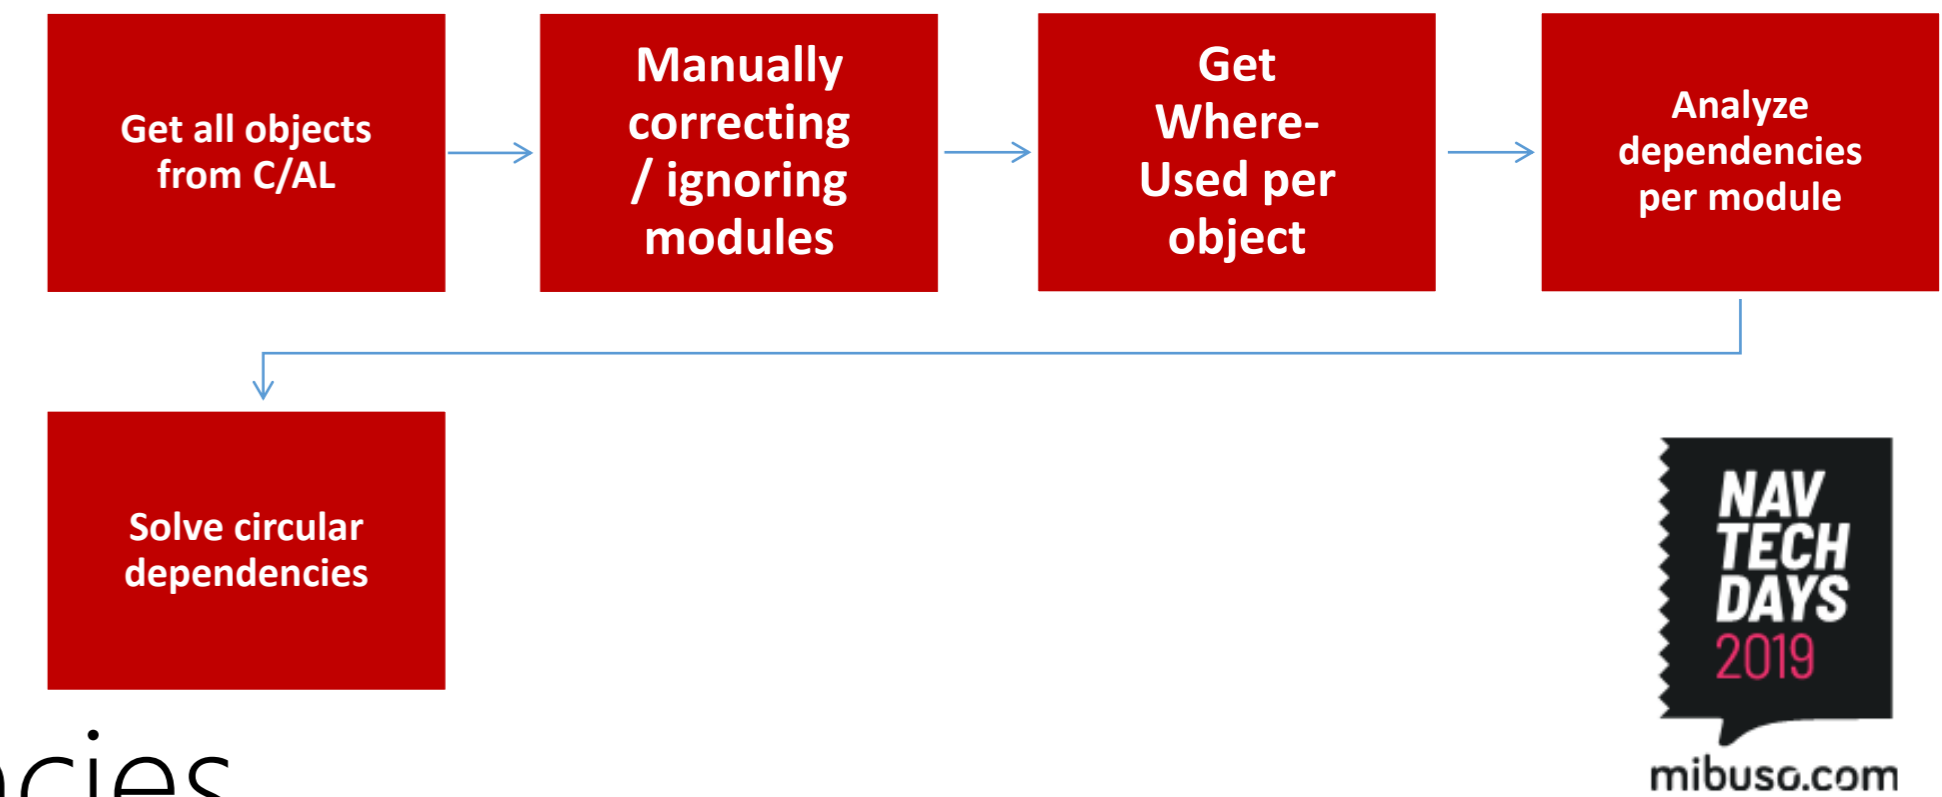 Get all objects
from C/AL
Manually
correcting
/ ignoring
modules
Get
Where-
Used per
object
Analyze
dependencies
per module
Solve circular
dependencies
NAV
TECH
DAYS
2019
mibuso.com